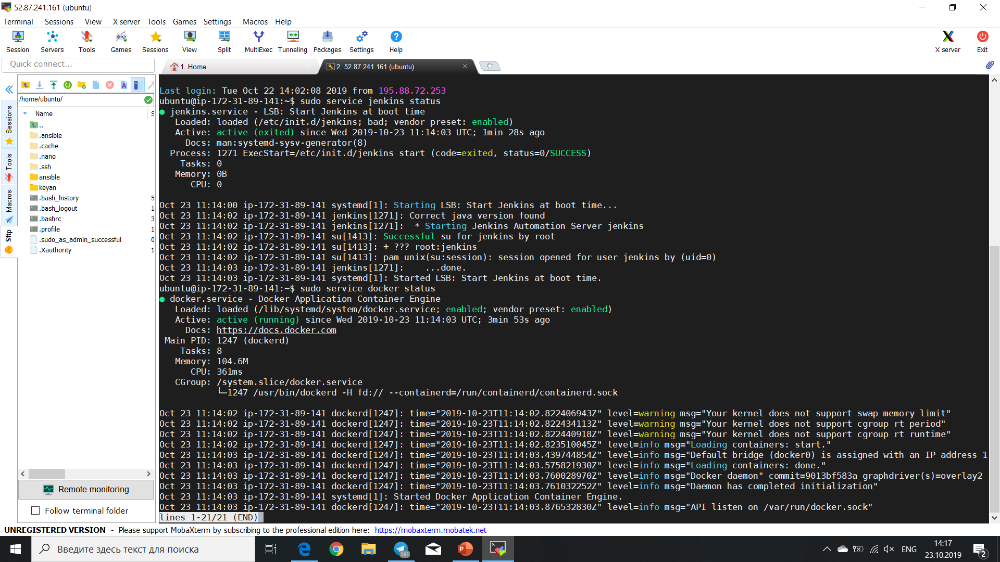 52.87.241.161 (ubuntu)
Terminal Sessions View X server Tools Games Settings Macros Help
Session Servers Tools Games Sessions View Split MultiExec Tunneling Packages Settings Help X server Exit
Quick connect...
1. Home
2. 52.87.241.161 (ubuntu)
/home/ubuntu/
Name S
..
.ansible
.cache
.nano
.ssh
ansible
keyan
.bash_history 5
.bash_logout 1
.bashrc 3
.profile 1
.sudo_as_admin_successful 0
.Xauthority 1
Sessions
Tools
Macros
Sftp
Remote monitoring
Follow terminal folder
Last login: Tue Oct 22 14:02:08 2019 from 195.88.72.253
ubuntu@ip-172-31-89-141:~$ sudo service jenkins status
● jenkins.service - LSB: Start Jenkins at boot time
Loaded: loaded (/etc/init.d/jenkins; bad; vendor preset: enabled)
Active: active (exited) since Wed 2019-10-23 11:14:03 UTC; 1min 28s ago
Docs: man:systemd-sysv-generator(8)
Process: 1271 ExecStart=/etc/init.d/jenkins start (code=exited, status=0/SUCCESS)
Tasks: 0
Memory: 0B
CPU: 0
Oct 23 11:14:00 ip-172-31-89-141 systemd[1]: Starting LSB: Start Jenkins at boot time...
Oct 23 11:14:02 ip-172-31-89-141 jenkins[1271]: Correct java version found
Oct 23 11:14:02 ip-172-31-89-141 jenkins[1271]:  * Starting Jenkins Automation Server jenkins
Oct 23 11:14:02 ip-172-31-89-141 su[1413]: Successful su for jenkins by root
Oct 23 11:14:02 ip-172-31-89-141 su[1413]: + ??? root:jenkins
Oct 23 11:14:02 ip-172-31-89-141 su[1413]: pam_unix(su:session): session opened for user jenkins by (uid=0)
Oct 23 11:14:03 ip-172-31-89-141 jenkins[1271]:    ...done.
Oct 23 11:14:03 ip-172-31-89-141 systemd[1]: Started LSB: Start Jenkins at boot time.
ubuntu@ip-172-31-89-141:~$ sudo service docker status
● docker.service - Docker Application Container Engine
Loaded: loaded (/lib/systemd/system/docker.service; enabled; vendor preset: enabled)
Active: active (running) since Wed 2019-10-23 11:14:03 UTC; 3min 53s ago
Docs: https://docs.docker.com
Main PID: 1247 (dockerd)
Tasks: 8
Memory: 104.6M
CPU: 361ms
CGroup: /system.slice/docker.service
└─1247 /usr/bin/dockerd -H fd:// --containerd=/run/containerd/containerd.sock
Oct 23 11:14:02 ip-172-31-89-141 dockerd[1247]: time="2019-10-23T11:14:02.822406943Z" level=warning msg="Your kernel does not support swap memory limit"
Oct 23 11:14:02 ip-172-31-89-141 dockerd[1247]: time="2019-10-23T11:14:02.822434113Z" level=warning msg="Your kernel does not support cgroup rt period"
Oct 23 11:14:02 ip-172-31-89-141 dockerd[1247]: time="2019-10-23T11:14:02.822440918Z" level=warning msg="Your kernel does not support cgroup rt runtime"
Oct 23 11:14:02 ip-172-31-89-141 dockerd[1247]: time="2019-10-23T11:14:02.823510045Z" level=info msg="Loading containers: start."
Oct 23 11:14:03 ip-172-31-89-141 dockerd[1247]: time="2019-10-23T11:14:03.439744854Z" level=info msg="Default bridge (docker0) is assigned with an IP address 1
Oct 23 11:14:03 ip-172-31-89-141 dockerd[1247]: time="2019-10-23T11:14:03.575821930Z" level=info msg="Loading containers: done."
Oct 23 11:14:03 ip-172-31-89-141 dockerd[1247]: time="2019-10-23T11:14:03.760028970Z" level=info msg="Docker daemon" commit=9013bf583a graphdriver(s)=overlay2
Oct 23 11:14:03 ip-172-31-89-141 dockerd[1247]: time="2019-10-23T11:14:03.761032252Z" level=info msg="Daemon has completed initialization"
Oct 23 11:14:03 ip-172-31-89-141 systemd[1]: Started Docker Application Container Engine.
Oct 23 11:14:03 ip-172-31-89-141 dockerd[1247]: time="2019-10-23T11:14:03.876532830Z" level=info msg="API listen on /var/run/docker.sock"
lines 1-21/21 (END)
UNREGISTERED VERSION - Please support MobaXterm by subscribing to the professional edition here: https://mobaxterm.mobatek.net
Введите здесь текст для поиска
161
ENG
14:17
23.10.2019
2